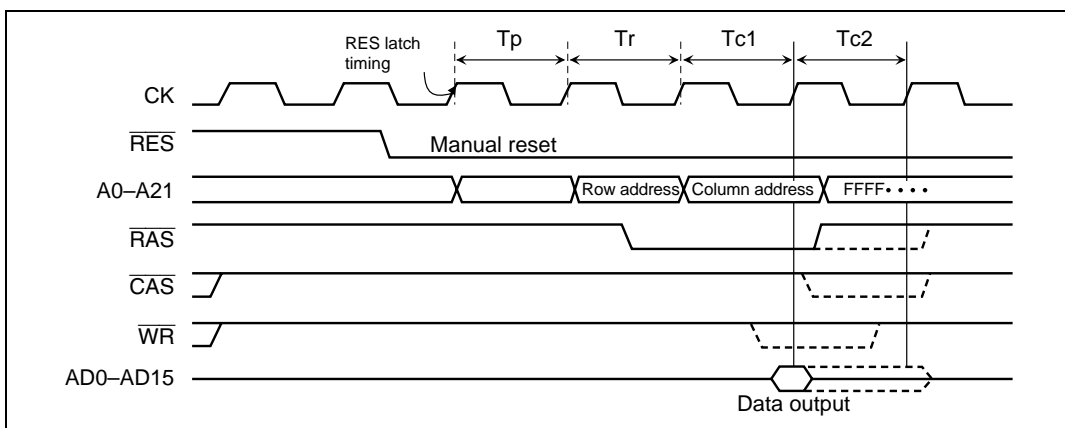 RES latch timing
Tp
Tr
Tc1
Tc2
CK
RES
Manual reset
A0–A21
Row address
Column address
FFFF····
RAS
CAS
WR
AD0–AD15
Data output